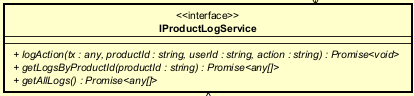 <<interface>>
IProductLogService
+ logAction(tx : any, productId : string, userId : string, action : string) : Promise<void>
+ getLogsByProductId(productId : string) : Promise<any[]>
+ getAllLogs() : Promise<any[]>